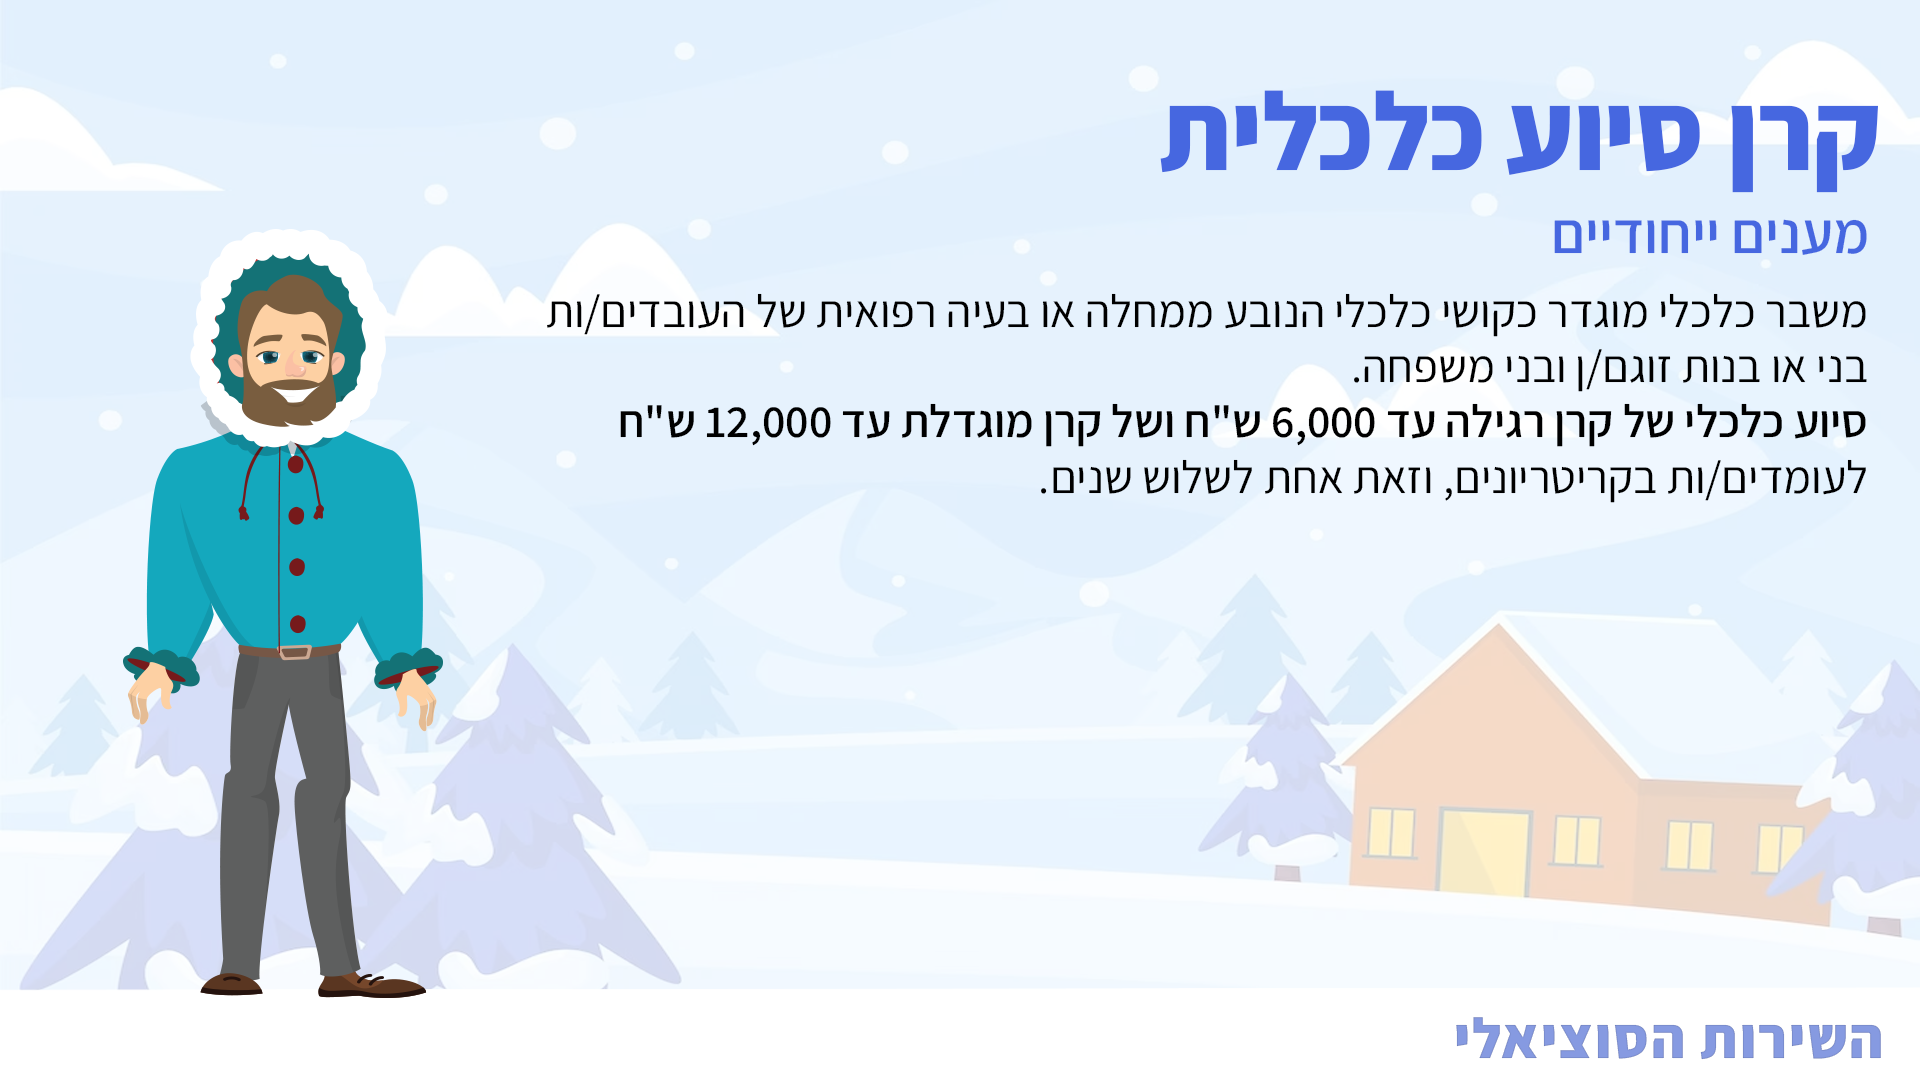 קרן סיוע כלכלית
מענים ייחודיים
משבר כלכלי מוגדר כקושי כלכלי הנובע ממחלה או בעיה רפואית של העובדים/ות
בני או בנות זוגם/ן ובני משפחה.
סיוע כלכלי של קרן רגילה עד 6,000 ש"ח ושל קרן מוגדלת עד 12,000 ש"ח
לעומדים/ות בקריטריונים, וזאת אחת לשלוש שנים.
השירות הסוציאלי